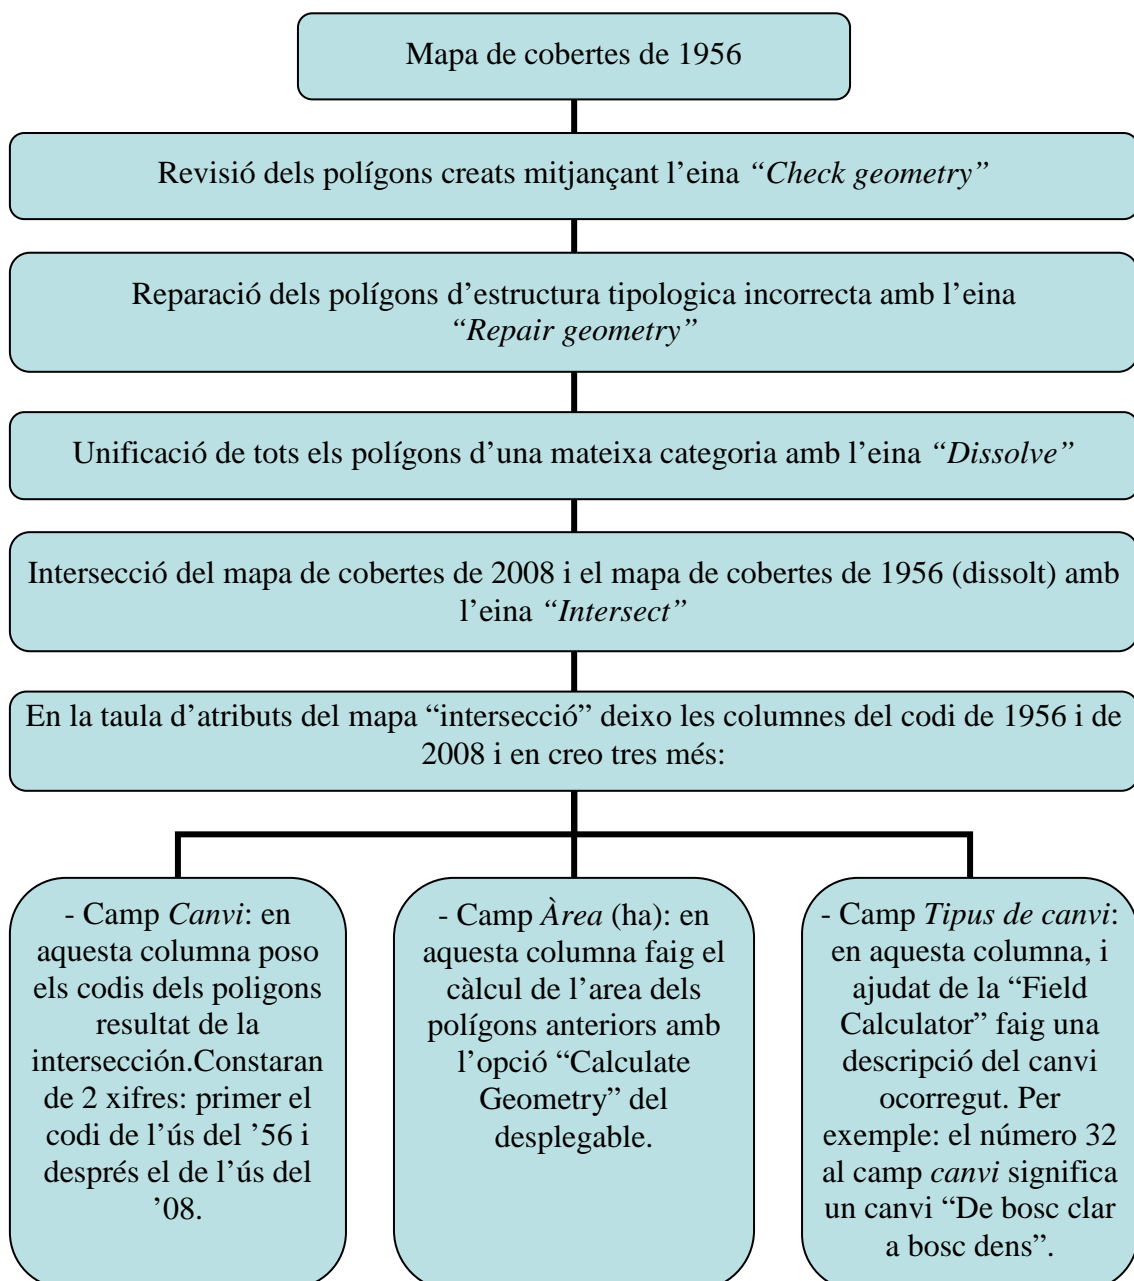 Mapa de cobertes de 1956
Revisió dels polígons creats mitjançant l’eina “Check geometry”
Reparació dels polígons d’estructura tipologica incorrecta amb l’eina
“Repair geometry”
Unificació de tots els polígons d’una mateixa categoria amb l’eina “Dissolve”
Intersecció del mapa de cobertes de 2008 i el mapa de cobertes de 1956 (dissolt) amb
l’eina “Intersect”
En la taula d’atributs del mapa “intersecció” deixo les columnes del codi de 1956 i de
2008 i en creo tres més:
- Camp Canvi: en
aquesta columna poso
els codis dels poligons
resultat de la
intersección.Constaran
de 2 xifres: primer el
codi de l’ús del ’56 i
després el de l’ús del
’08.
- Camp Àrea (ha): en
aquesta columna faig el
càlcul de l’area dels
polígons anteriors amb
l’opció “Calculate
Geometry” del
desplegable.
- Camp Tipus de canvi:
en aquesta columna, i
ajudat de la “Field
Calculator” faig una
descripció del canvi
ocorregut. Per
exemple: el número 32
al camp canvi significa
un canvi “De bosc clar
a bosc dens”.